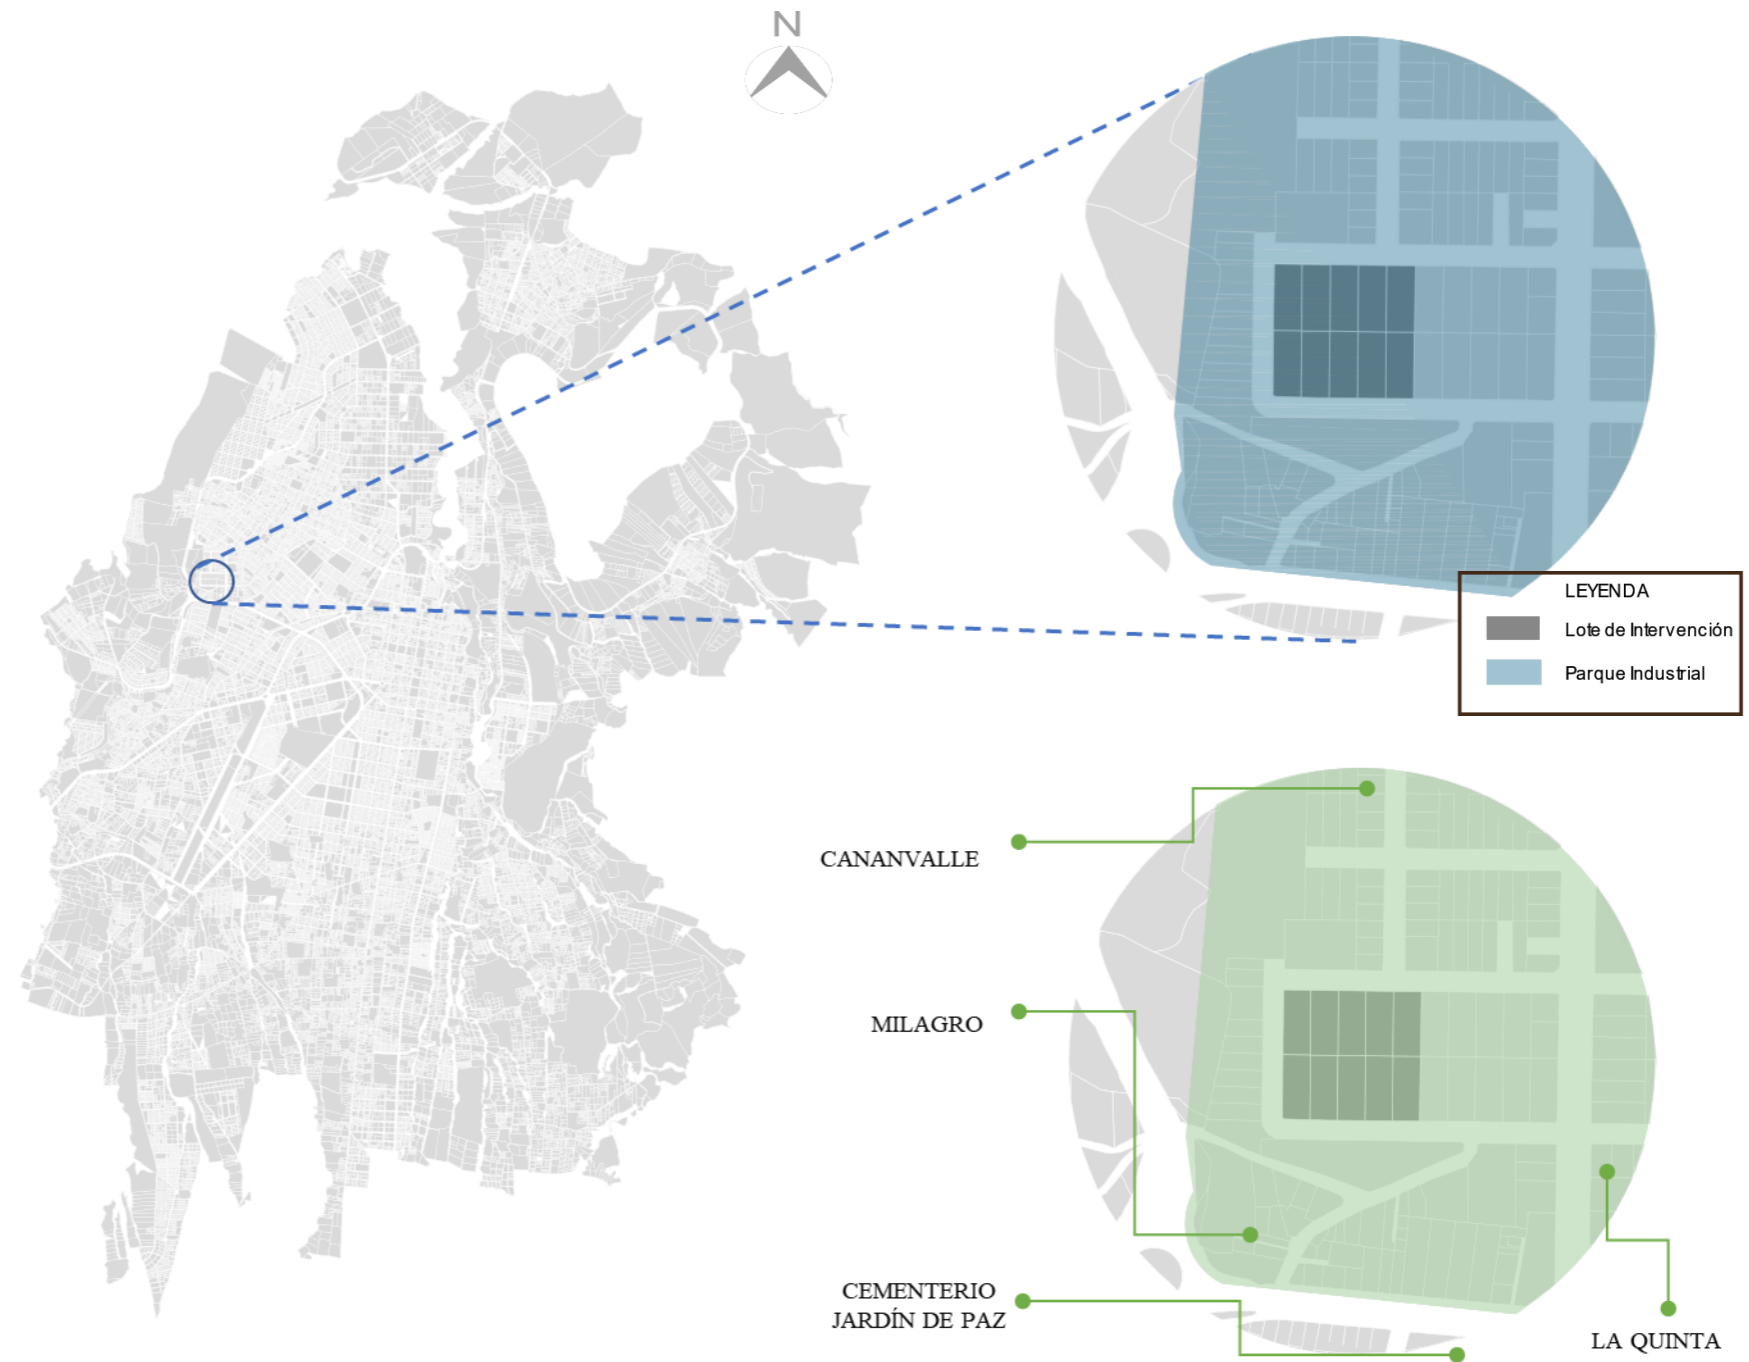 N
LEYENDA
Lote de Intervención
Parque Industrial
CANANVALLE
MILAGRO
CEMENTERIO
JARDÍN DE PAZ
LA QUINTA